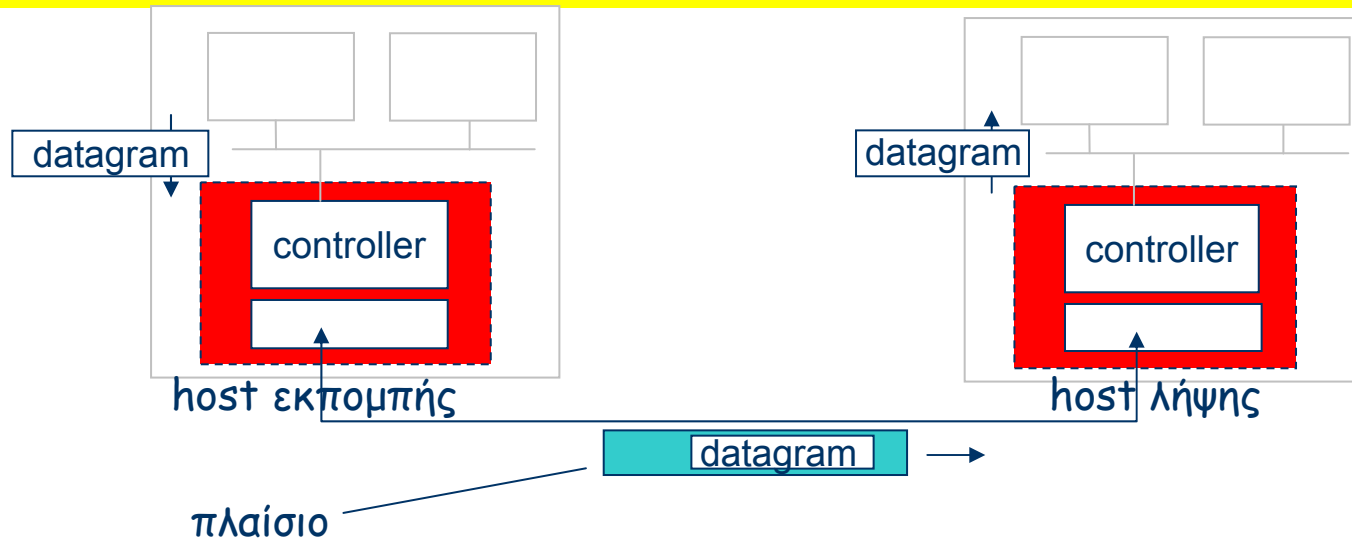 datagram
datagram
controller
controller
host εκπομπής
host λήψης
datagram
πλαίσιο